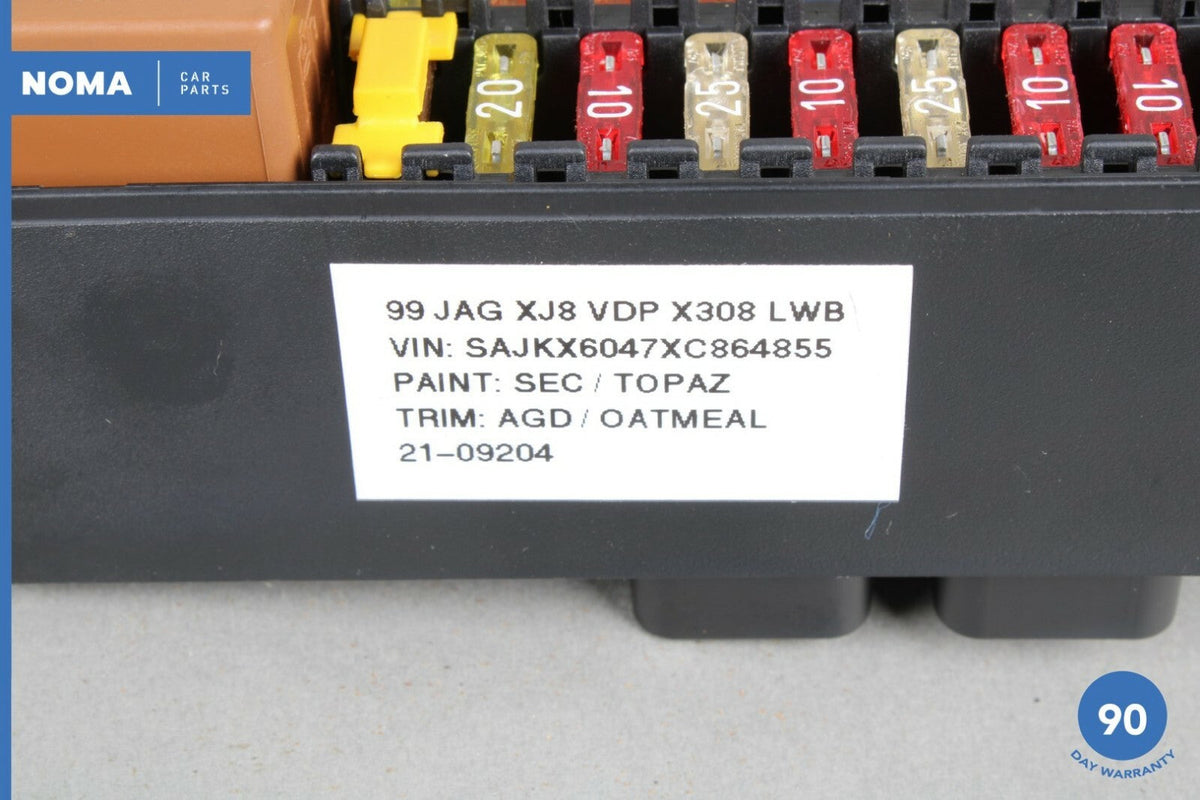 NOMA
CAR
PARTS
20
10
25
10
25
10
10
99 JAG XJ8 VDP X308 LWB
VIN: SAJKX6047XC864855
PAINT: SEC / TOPAZ
TRIM: AGD / OATMEAL
21-09204
90
DAY WARRANTY